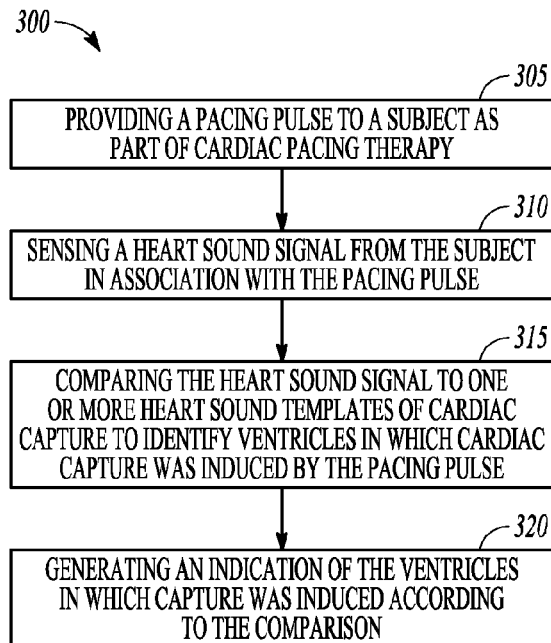 300
305
PROVIDING A PACING PULSE TO A SUBJECT AS
PART OF CARDIAC PACING THERAPY
310
SENSING A HEART SOUND SIGNAL FROM THE SUBJECT
IN ASSOCIATION WITH THE PACING PULSE
315
COMPARING THE HEART SOUND SIGNAL TO ONE
OR MORE HEART SOUND TEMPLATES OF CARDIAC
CAPTURE TO IDENTIFY VENTRICLES IN WHICH CARDIAC
CAPTURE WAS INDUCED BY THE PACING PULSE
320
GENERATING AN INDICATION OF THE VENTRICLES
IN WHICH CAPTURE WAS INDUCED ACCORDING
TO THE COMPARISON